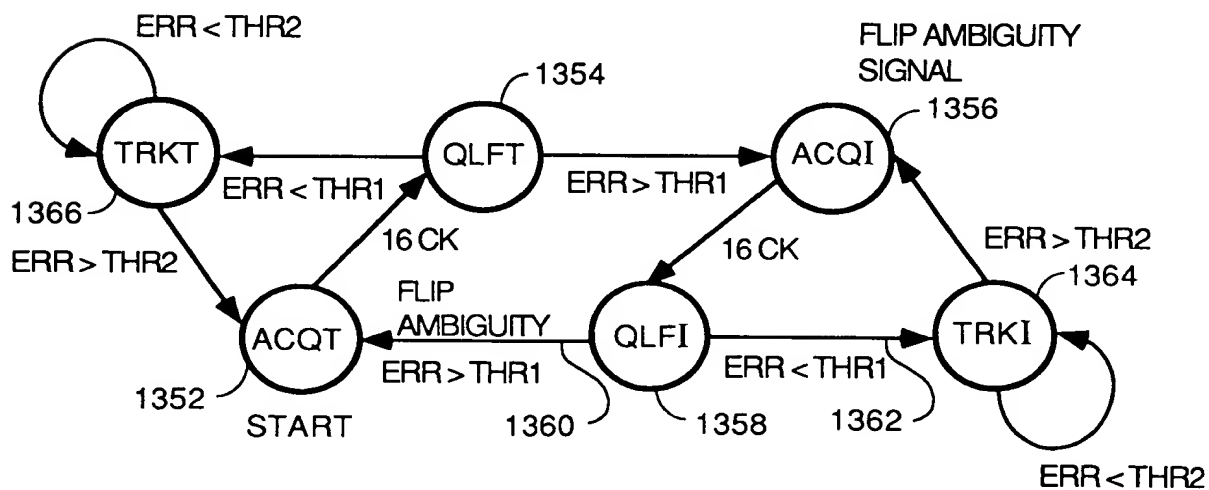 ERR < THR2
FLIP AMBIGUITY
SIGNAL
1354
1356
TRKT
QLFT
ACQI
ERR < THR1
ERR > THR1
1366
16 CK
16 CK
ERR > THR2
ERR > THR2
1364
FLIP
AMBIGUITY
ACQT
QLFI
TRKI
ERR > THR1
ERR < THR1
1352
START
1360
1358
1362
ERR < THR2